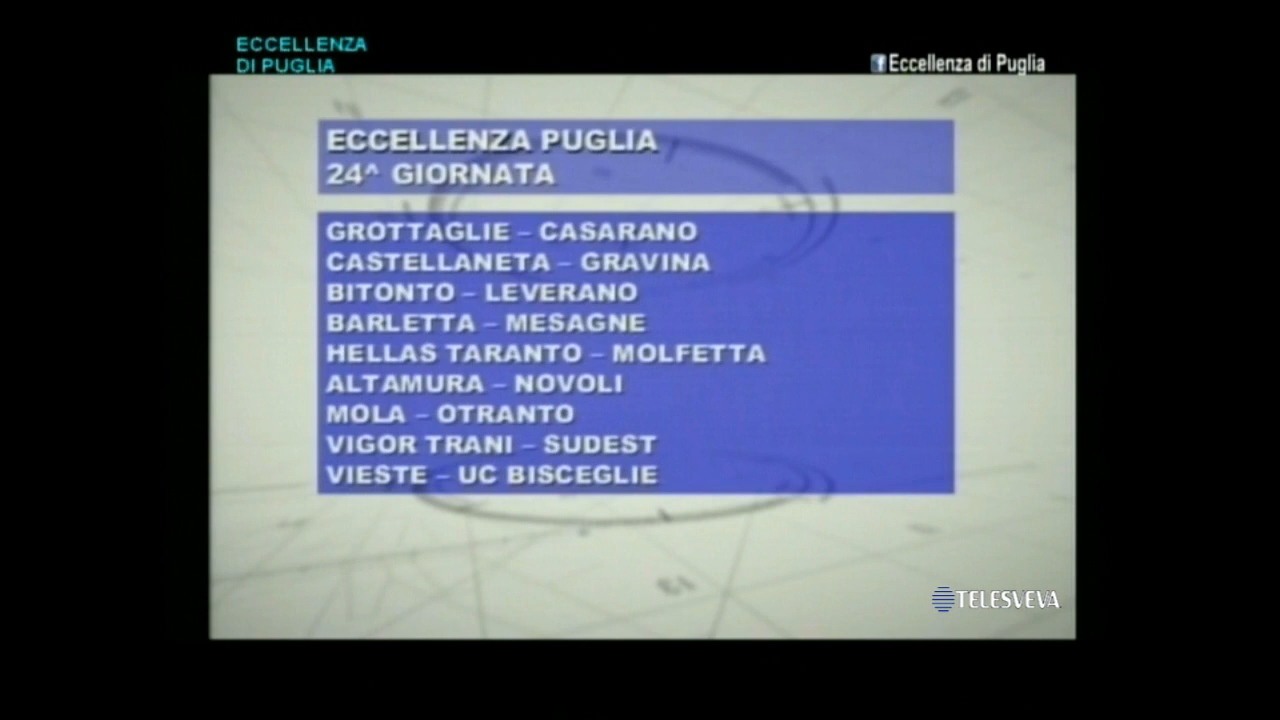 ECCELLENZA
DI PUGLIA
Eccellenza di Puglia
ECCELLENZA PUGLIA
24^ GIORNATA
GROTTAGLIE – CASARANO
CASTELLANETA – GRAVINA
BITONTO – LEVERANO
BARLETTA – MESAGNE
HELLAS TARANTO – MOLFETTA
ALTAMURA – NOVOLI
MOLA – OTRANTO
VIGOR TRANI – SUDEST
VIESTE – UC BISCEGLIE
TELESVEVA